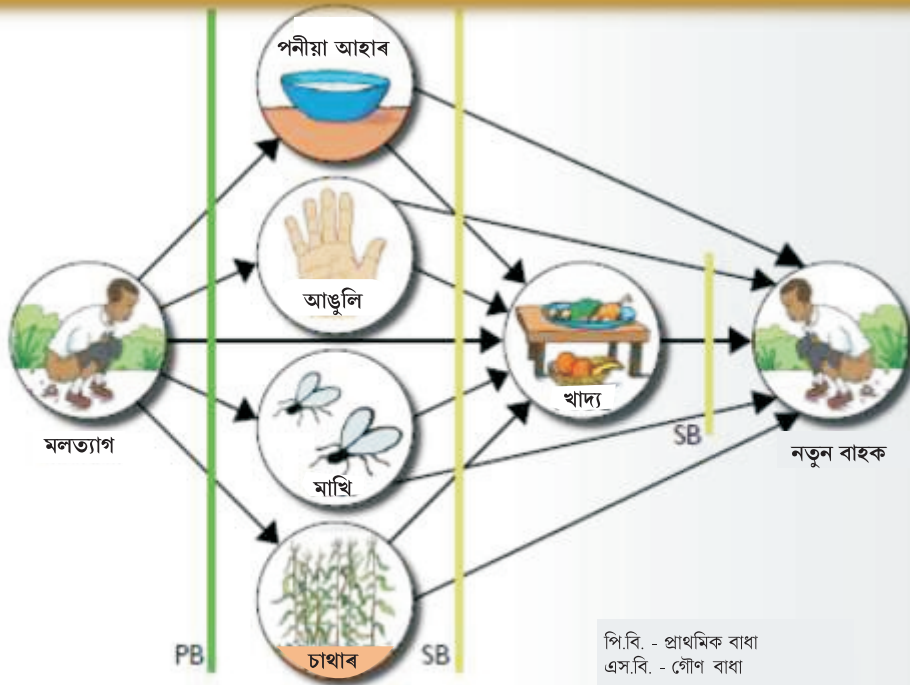 পনীয়া আহাৰ
আঙুলি
মলত্যাগ
মাখি
খাদ্য
SB
নতুন বাহক
চাথাৰ
PB
SB
পি.বি. - প্ৰাথমিক বাধা
এস.বি. - গৌণ বাধা